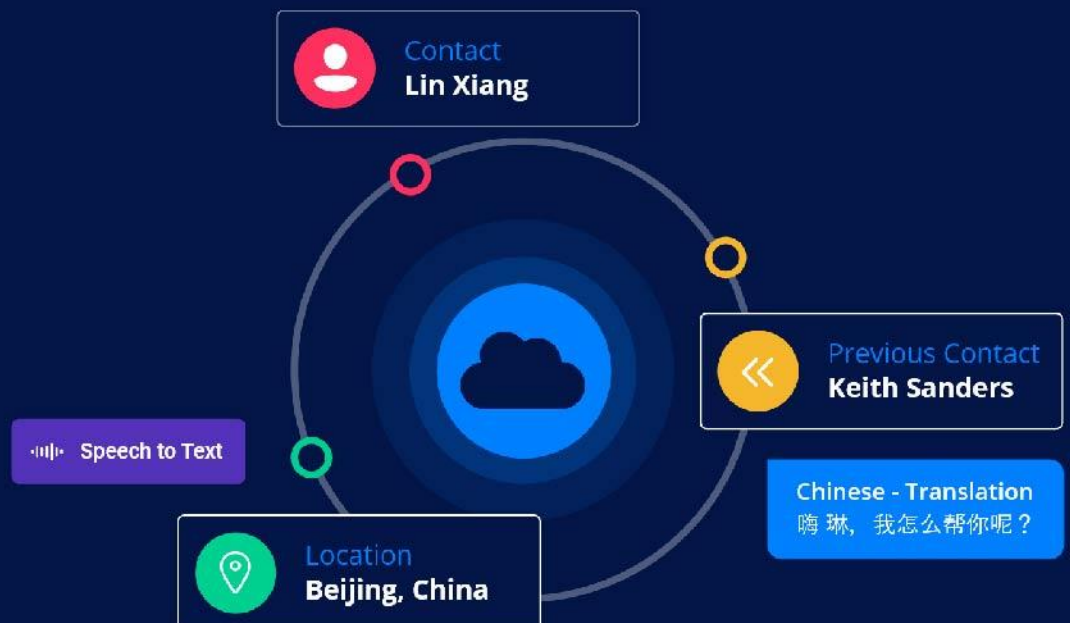 Contact
Lin Xiang
Previous Contact
Keith Sanders
Speech to Text
Chinese - Translation
嗨 琳, 我怎么帮你呢？
Location
Beijing, China